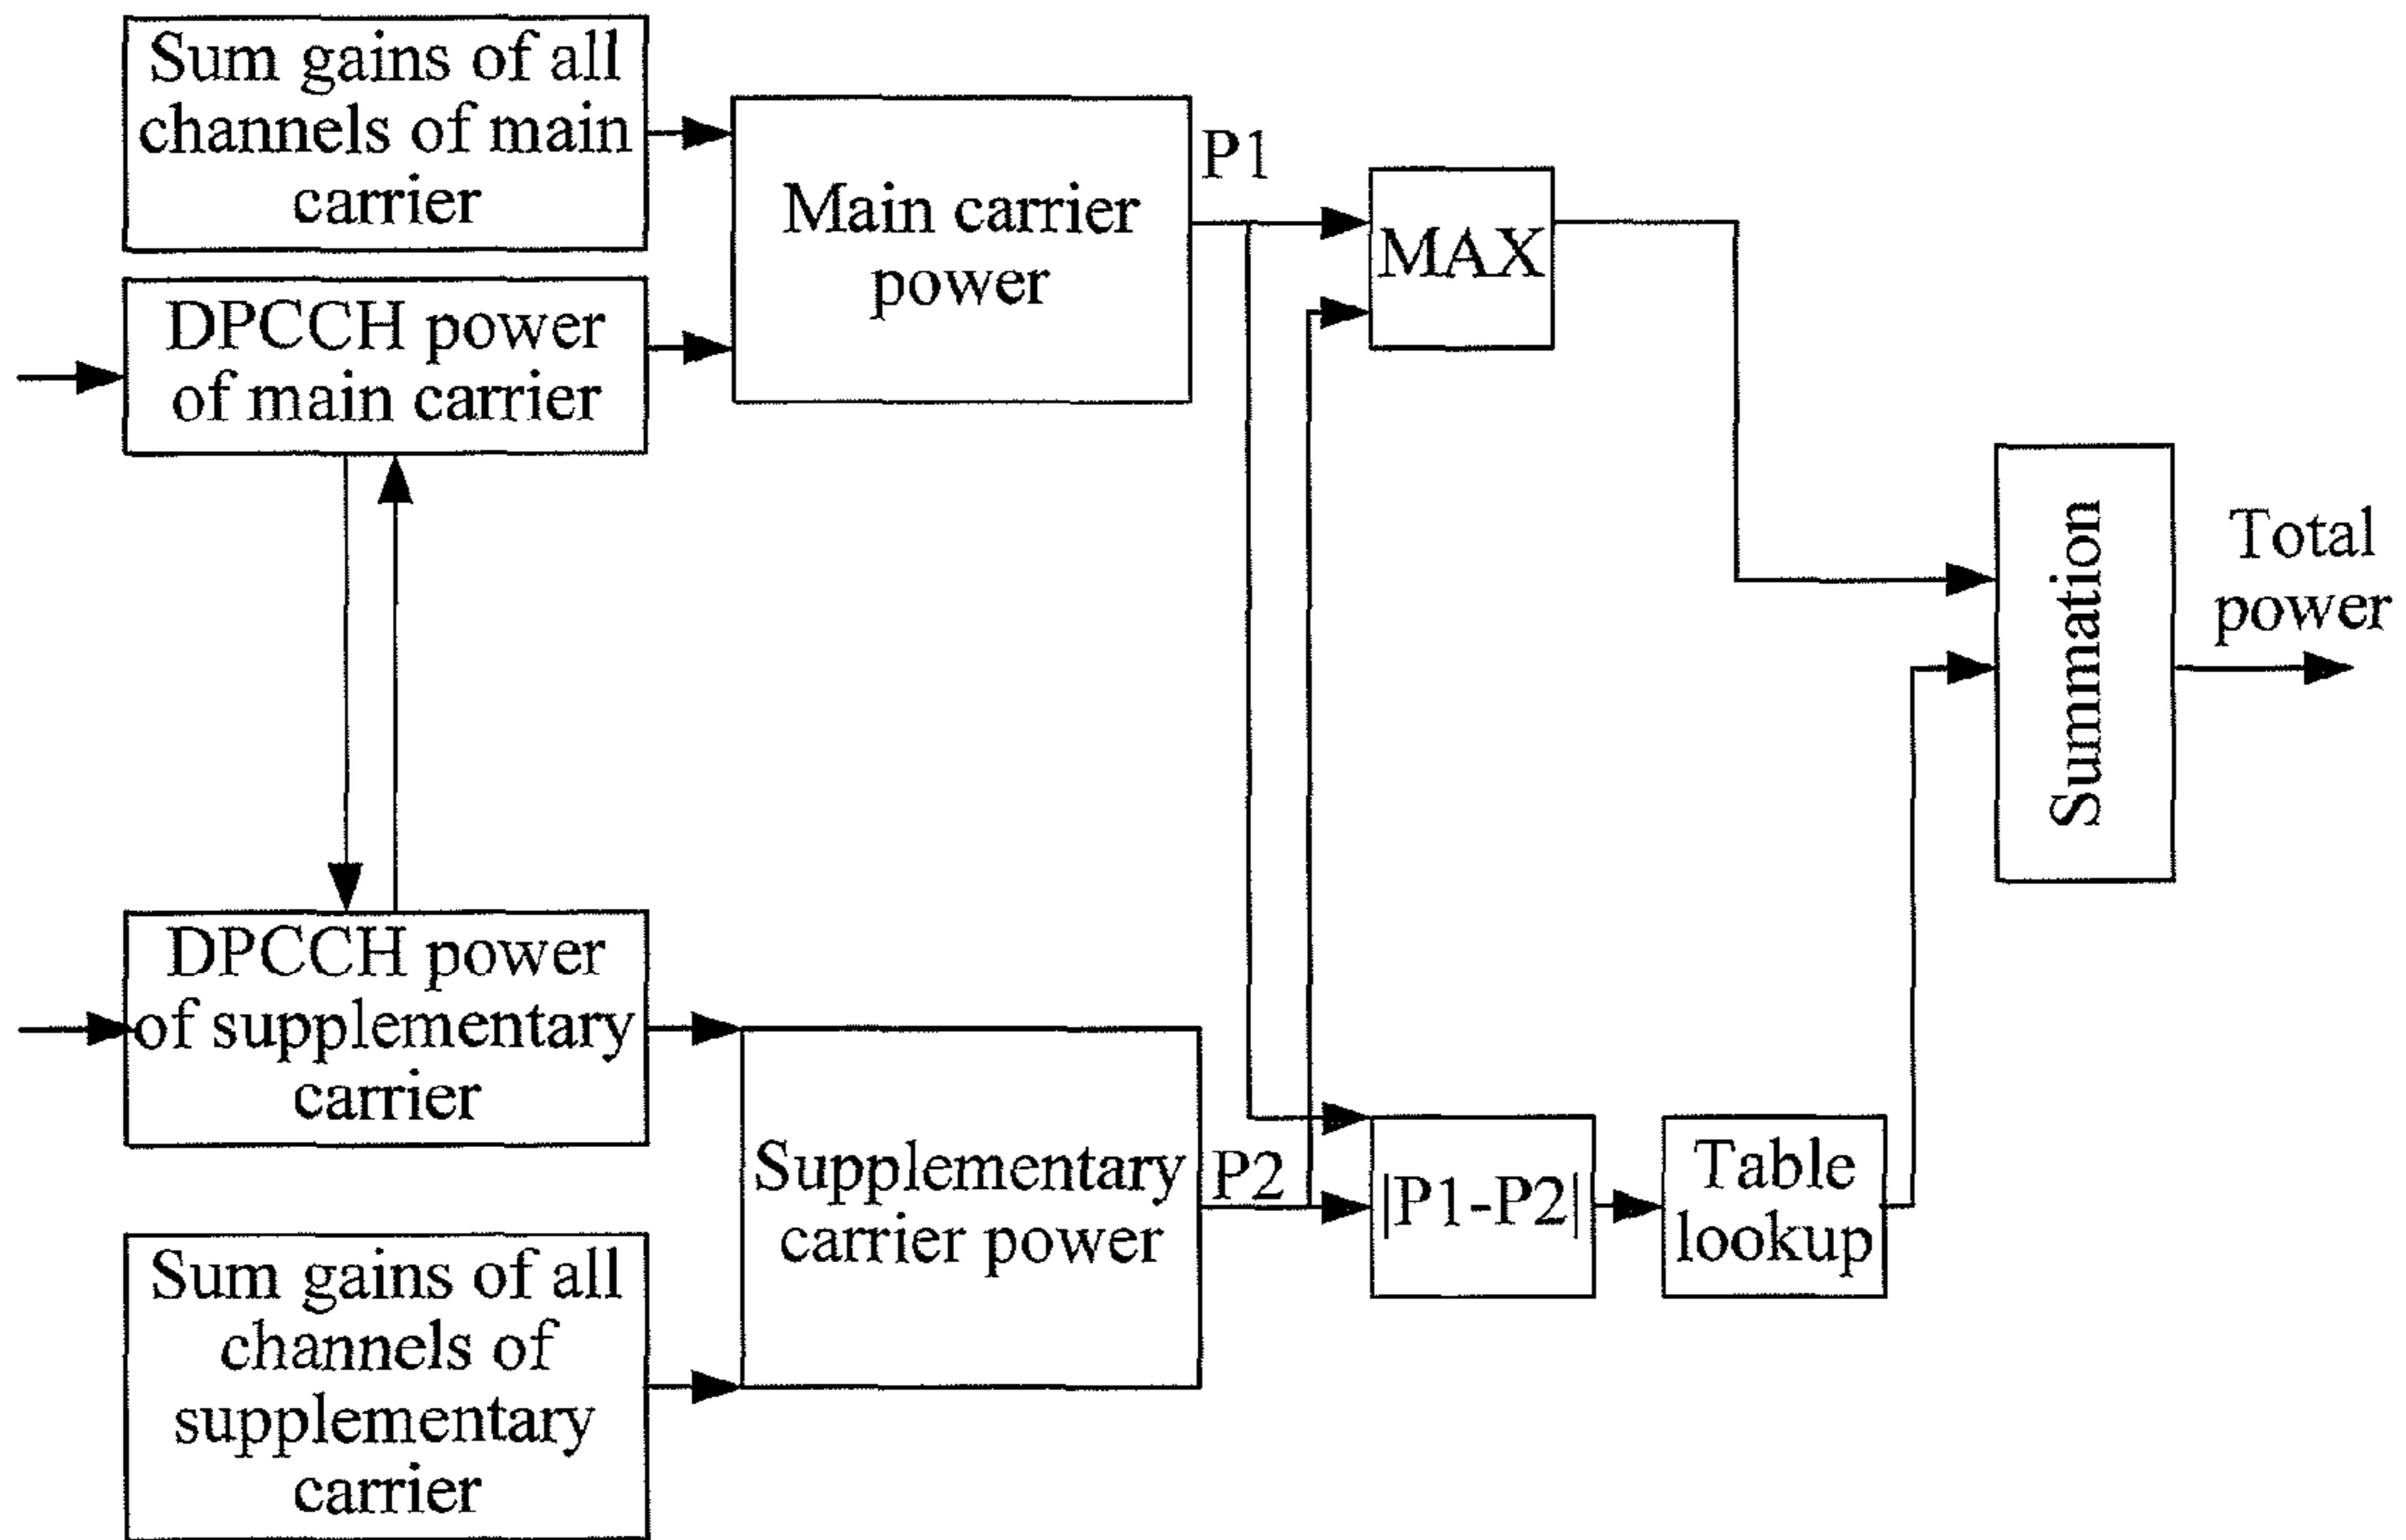 Sum gains of all
channels of main
carrier
DPCCH power
of main carrier
Main carrier
power
P1
MAX
Summation
Total
power
DPCCH power
of supplementary
carrier
Sum gains of all
channels of
supplementary
carrier
Supplementary
carrier power
P2
|P1-P2|
Table
lookup